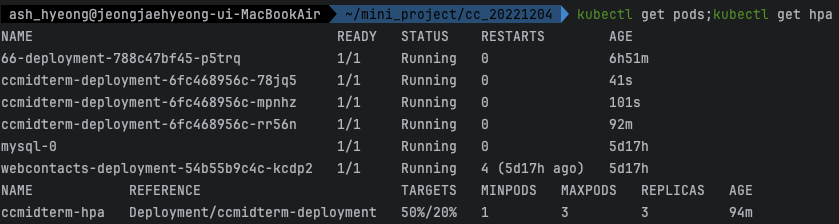 ash_hyeong@jeongjaehyeong-ui-MacBookAir ~/mini_project/cc_20221204 kubectl get pods;kubectl get hpa
NAME READY STATUS RESTARTS AGE
66-deployment-788c47bf45-p5trq 1/1 Running 0 6h51m
ccmidterm-deployment-6fc468956c-78jq5 1/1 Running 0 41s
ccmidterm-deployment-6fc468956c-mpnhz 1/1 Running 0 101s
ccmidterm-deployment-6fc468956c-rr56n 1/1 Running 0 92m
mysql-0 1/1 Running 0 5d17h
webcontacts-deployment-54b55b9c4c-kcdp2 1/1 Running 4 (5d17h ago) 5d17h
NAME REFERENCE TARGETS MINPODS MAXPODS REPLICAS AGE
ccmidterm-hpa Deployment/ccmidterm-deployment 50%/20% 1 3 3 94m